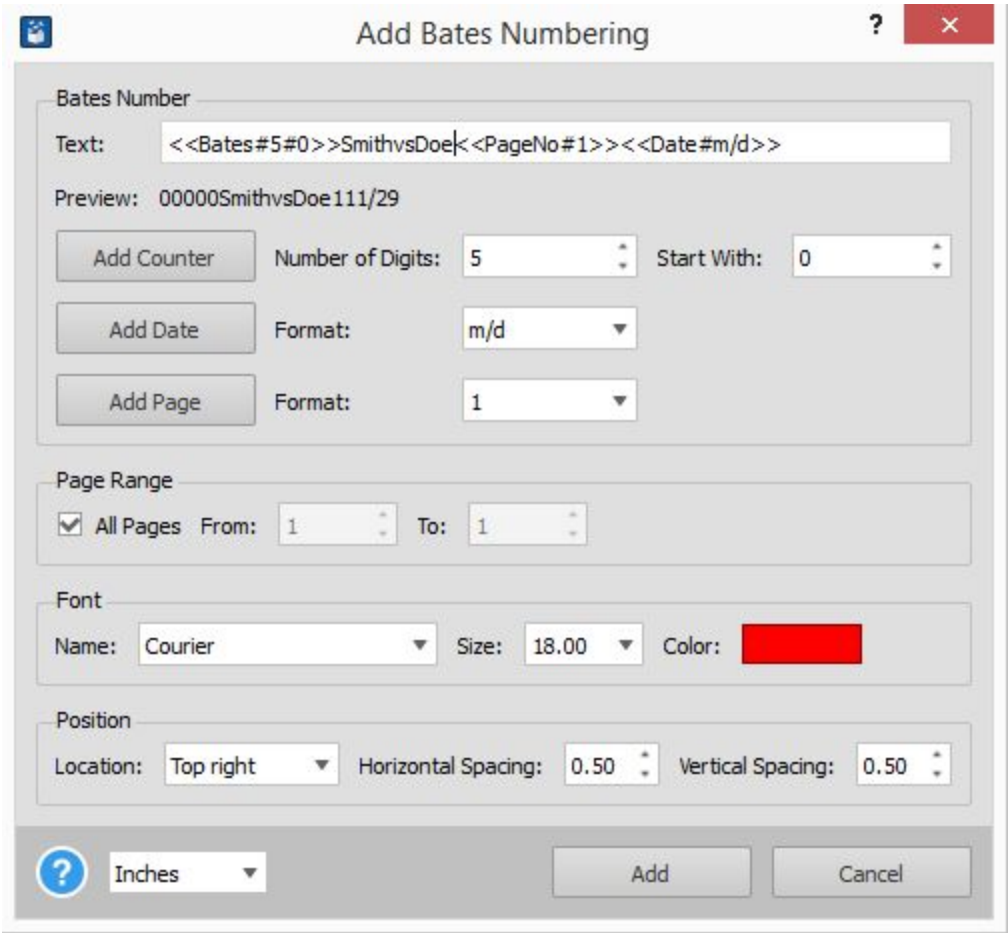 Add Bates Numbering
?
Bates Number
Text: <<Bates#5#0>>SmithvsDoe<<PageNo#1>><<Date#m/d>>
Preview: 00000SmithvsDoe111/29
Add Counter Number of Digits: 5 Start With: 0
Add Date Format: m/d
Add Page Format: 1
Page Range
All Pages From: 1 To: 1
Font
Name: Courier Size: 18.00 Color:
Position
Location: Top right Horizontal Spacing: 0.50 Vertical Spacing: 0.50
? Inches Add Cancel